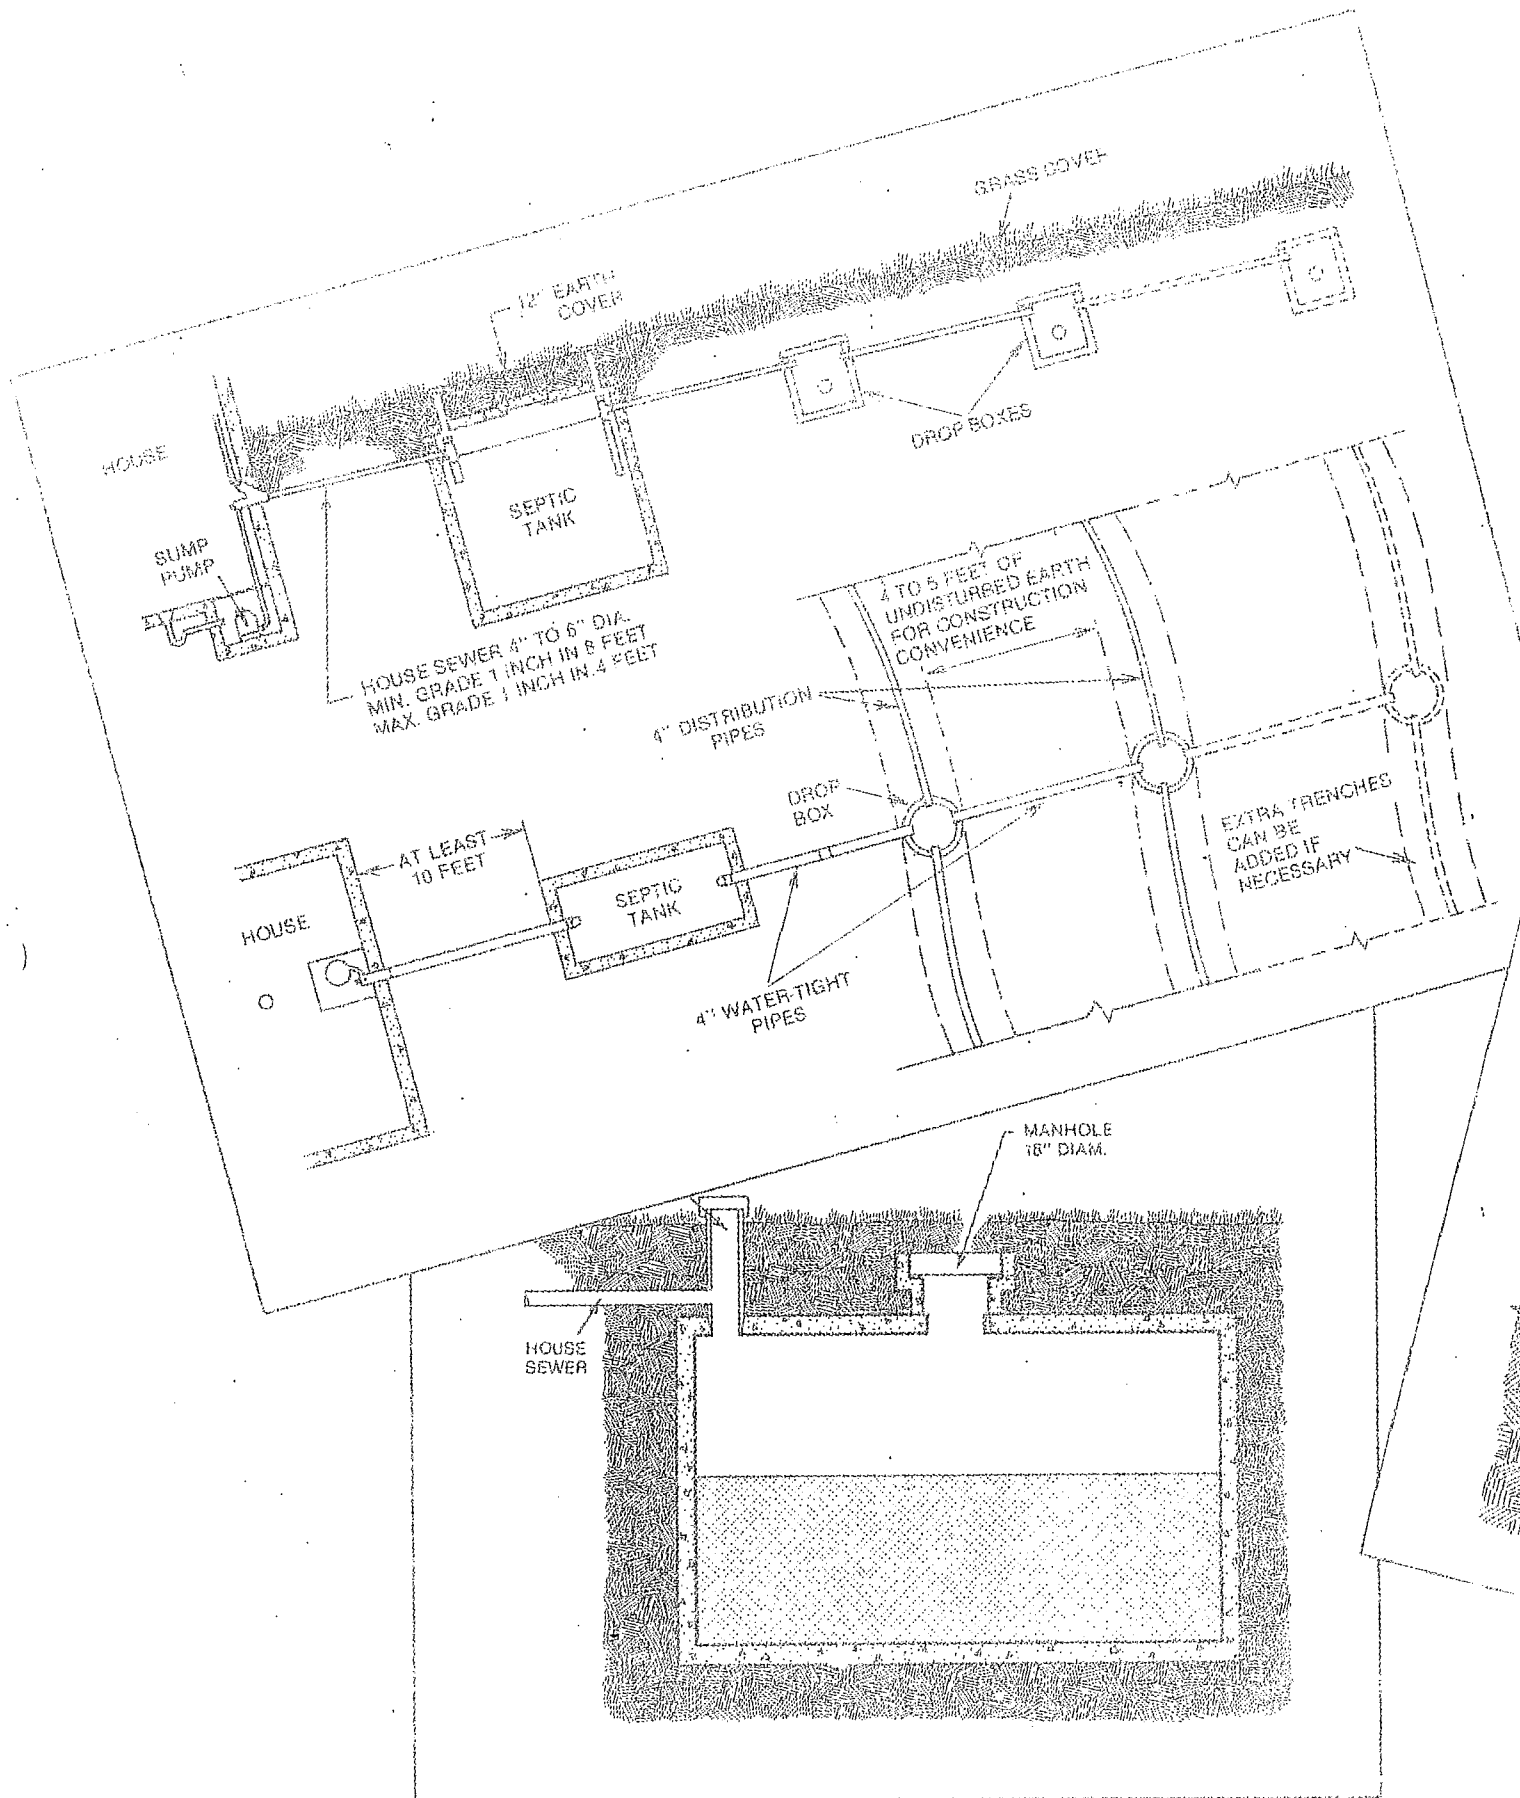 GRASS COVER
12" EARTH
COVER
HOUSE
DROP BOXES
SEPTIC
TANK
SUMP
PUMP
HOUSE SEWER 4" TO 6" DIA.
MIN. GRADE 1 INCH IN 8 FEET
MAX. GRADE 1 INCH IN 4 FEET
4 TO 5 FEET OF
UNDISTURBED EARTH
FOR CONSTRUCTION
CONVENIENCE
4" DISTRIBUTION
PIPES
DROP
BOX
EXTRA TRENCHES
CAN BE
ADDED IF
NECESSARY
AT LEAST
10 FEET
SEPTIC
TANK
HOUSE
4" WATER-TIGHT
PIPES
MANHOLE
18" DIAM.
HOUSE
SEWER